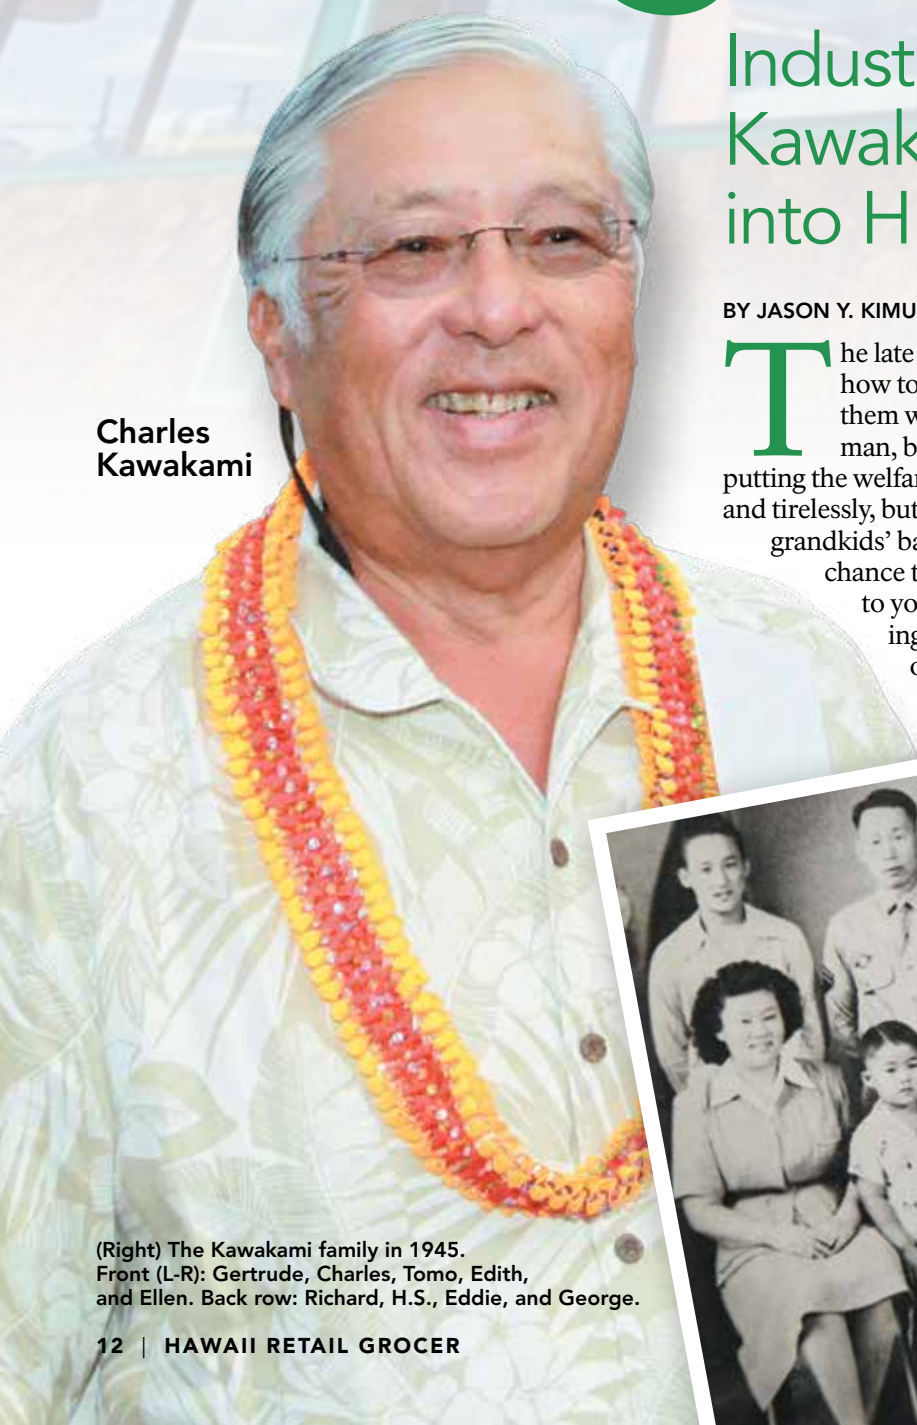 Indust
Kawak
into H
BY JASON Y. KIMU
The late
how to
them w
man, b
putting the welfar
and tirelessly, but
grandkids' ba
chance t
to yo
ing
Charles
Kawakami
(Right) The Kawakami family in 1945.
Front (L-R): Gertrude, Charles, Tomo, Edith,
and Ellen. Back row: Richard, H.S., Eddie, and George.
12 | HAWAII RETAIL GROCER